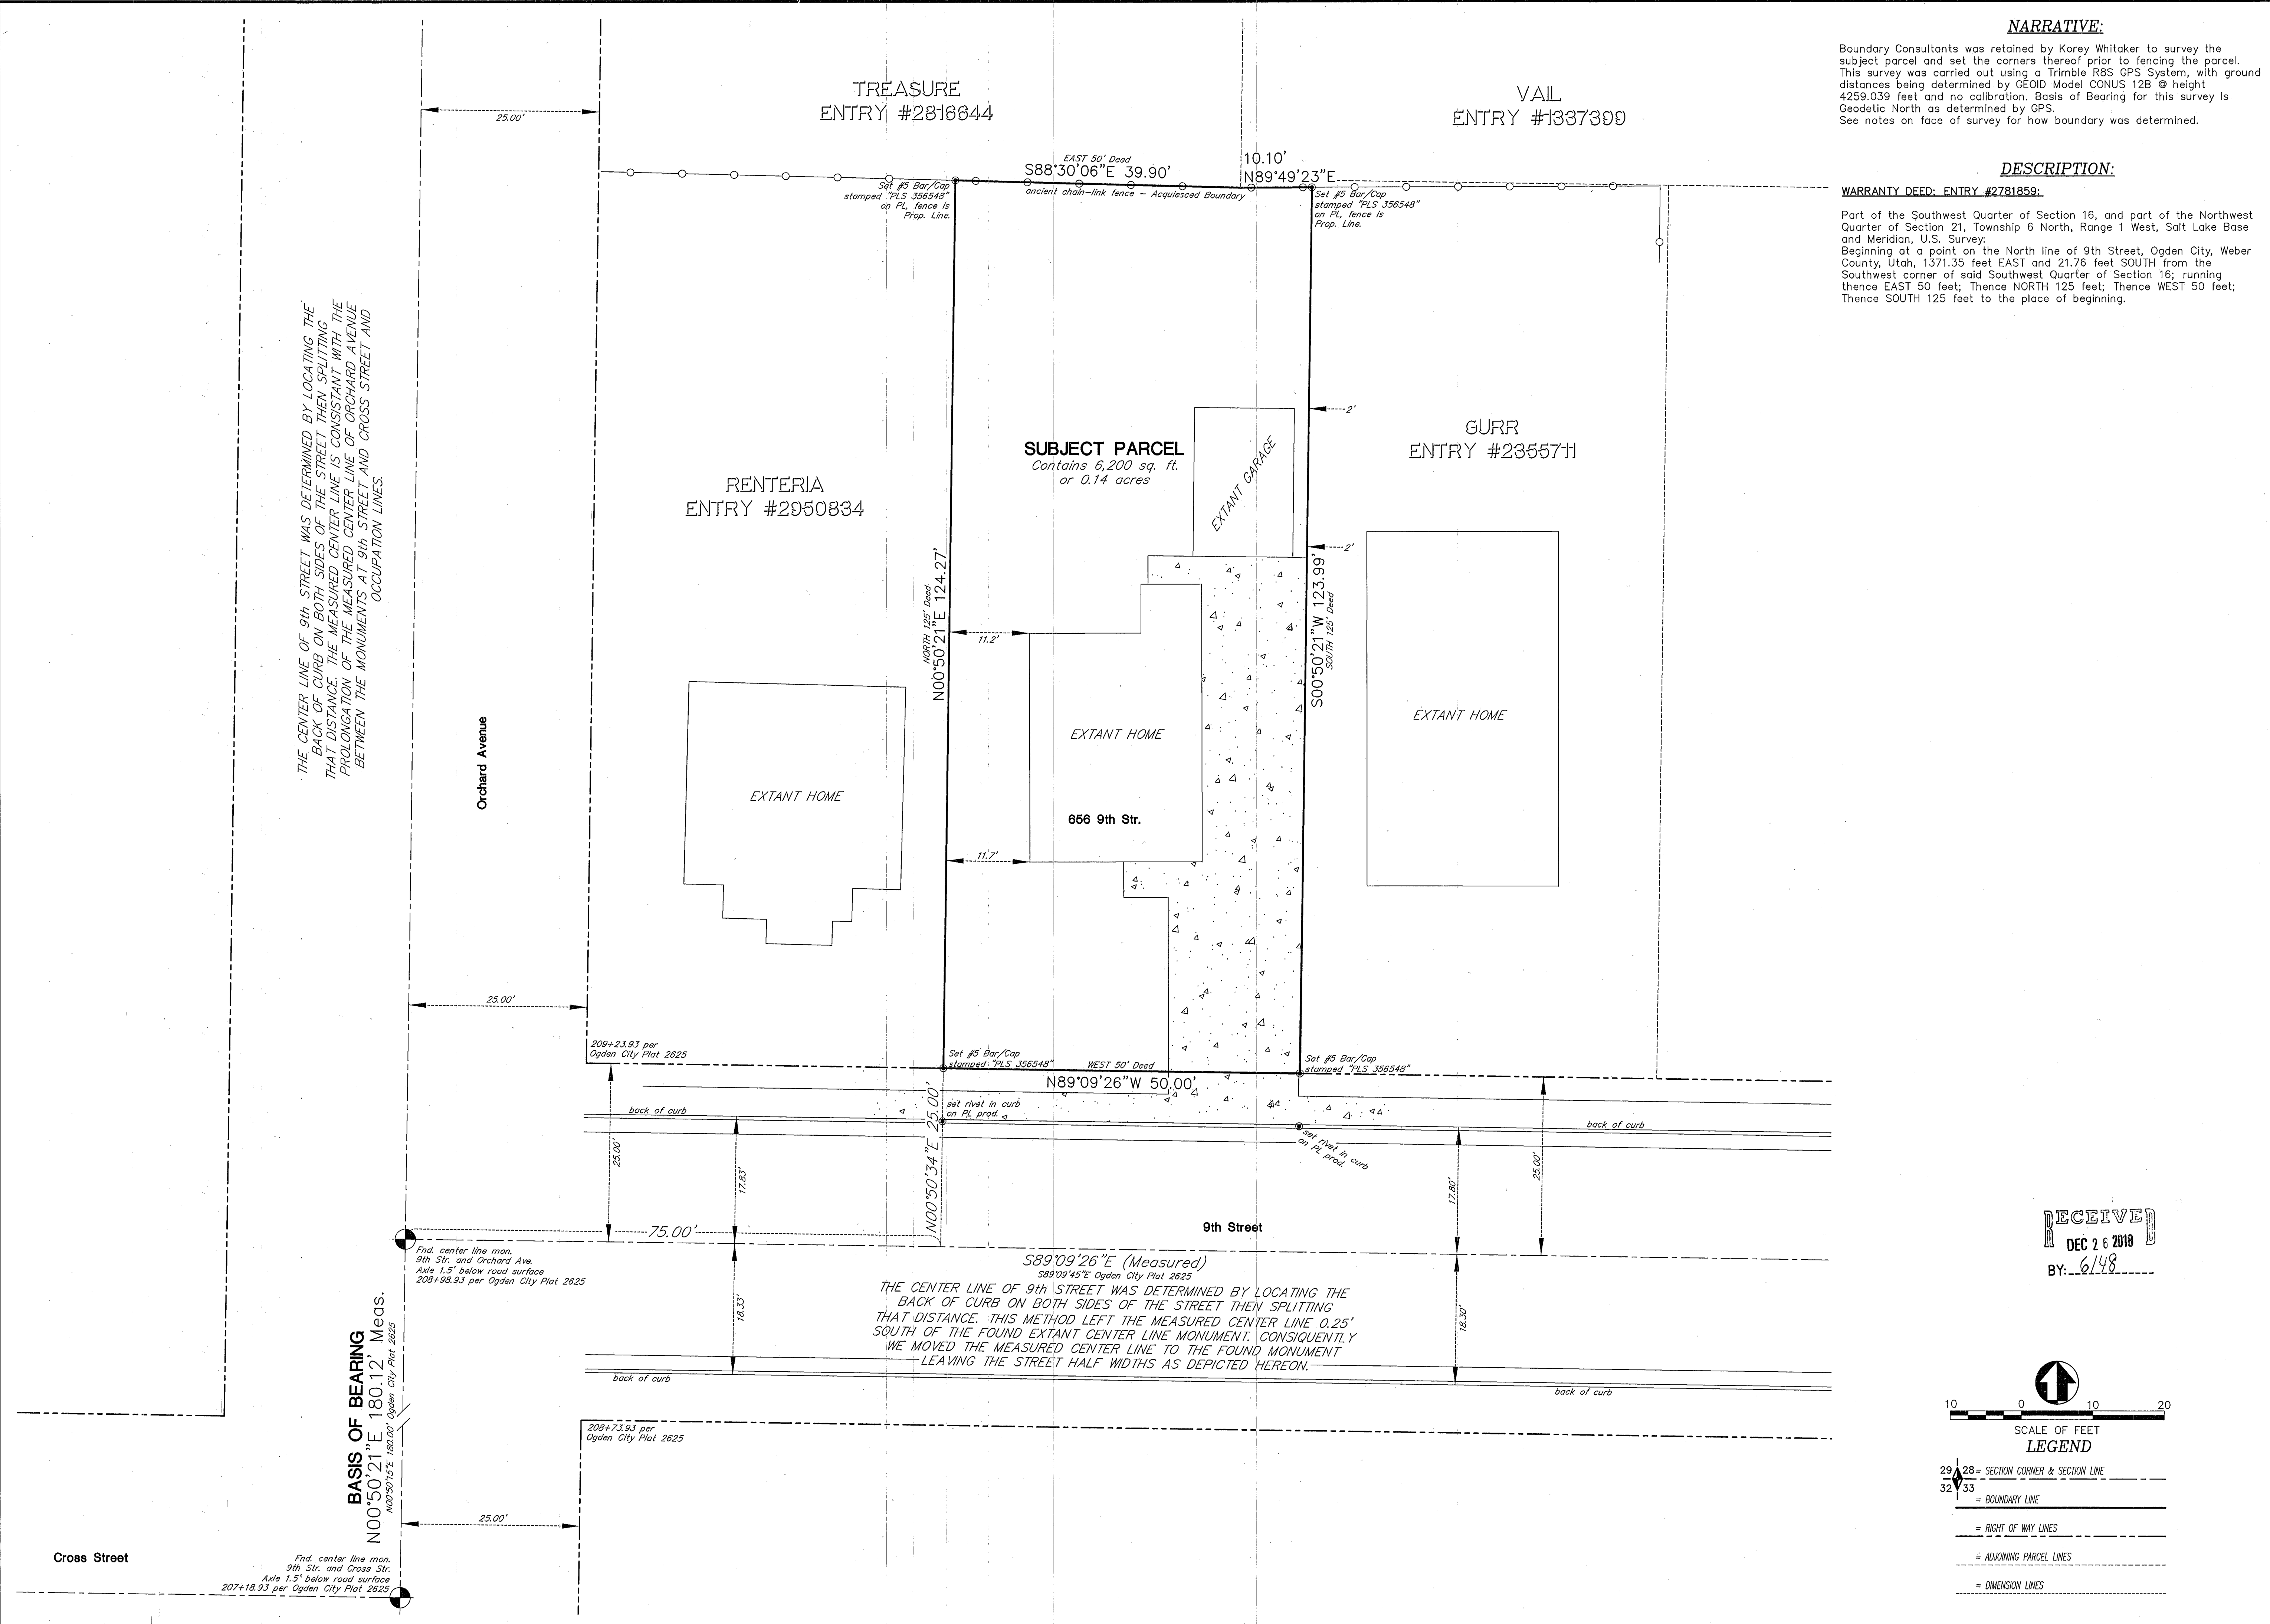 NARRATIVE:
Boundary Consultants was retained by Korey Whitaker to survey the
subject parcel and set the corners thereof prior to fencing the parcel.
This survey was carried out using a Trimble R8S GPS System, with ground
distances being determined by GEOID Model CONUS 12B @ height
4259.039 feet and no calibration. Basis of Bearing for this survey is
Geodetic North as determined by GPS.
See notes on face of survey for how boundary was determined.
DESCRIPTION:
WARRANTY DEED: ENTRY #2781859:
Part of the Southwest Quarter of Section 16, and part of the Northwest
Quarter of Section 21, Township 6 North, Range 1 West, Salt Lake Base
and Meridian, U.S. Survey:
Beginning at a point on the North line of 9th Street, Ogden City, Weber
County, Utah, 1371.35 feet EAST and 21.76 feet SOUTH from the
Southwest corner of said Southwest Quarter of Section 16; running
thence EAST 50 feet; Thence NORTH 125 feet; Thence WEST 50 feet;
Thence SOUTH 125 feet to the place of beginning.
TREASURE
ENTRY #2816644
VAIL
ENTRY #1337399
25.00'
EAST 50' Deed
S88°30'06"E 39.90'
10.10'
N89°49'23"E
ancient chain-link fence - Acquiesced Boundary
Set #5 Bar/Cap
stamped "PLS 356548"
on PL, fence is
Prop. Line.
Set #5 Bar/Cap
stamped "PLS 356548"
on PL, fence is
Prop. Line.
THE CENTER LINE OF 9th STREET WAS DETERMINED BY LOCATING THE
BACK OF CURB ON BOTH SIDES OF THE STREET THEN SPLITTING
THAT DISTANCE. THE MEASURED CENTER LINE IS CONSISTANT WITH THE
PROLONGATION OF THE MEASURED CENTER LINE OF ORCHARD AVENUE
BETWEEN THE MONUMENTS AT 9th STREET AND CROSS STREET AND
OCCUPATION LINES.
Orchard Avenue
RENTERIA
ENTRY #2950834
SUBJECT PARCEL
Contains 6,200 sq. ft.
or 0.14 acres
EXTANT GARAGE
2'
2'
GURR
ENTRY #2355711
NORTH 125' Deed
N00°50'21"E 124.27'
S00°50'21"W 123.99'
SOUTH 125' Deed
11.2'
EXTANT HOME
656 9th Str.
11.7'
EXTANT HOME
EXTANT HOME
25.00'
209+23.93 per
Ogden City Plat 2625
Set #5 Bar/Cap
stamped "PLS 356548"
WEST 50' Deed
N89°09'26"W 50.00'
Set #5 Bar/Cap
stamped "PLS 356548"
set rivet in curb
on PL prod.
set rivet in curb
on PL prod.
back of curb
back of curb
25.00'
17.83'
N00°50'34"E 25.00'
17.80'
25.00'
75.00'
9th Street
Fnd. center line mon.
9th Str. and Orchard Ave.
Axle 1.5' below road surface
208+98.93 per Ogden City Plat 2625
S89°09'26"E (Measured)
S89°09'45"E Ogden City Plat 2625
THE CENTER LINE OF 9th STREET WAS DETERMINED BY LOCATING THE
BACK OF CURB ON BOTH SIDES OF THE STREET THEN SPLITTING
THAT DISTANCE. THIS METHOD LEFT THE MEASURED CENTER LINE 0.25'
SOUTH OF THE FOUND EXTANT CENTER LINE MONUMENT. CONSIQUENTLY
WE MOVED THE MEASURED CENTER LINE TO THE FOUND MONUMENT
LEAVING THE STREET HALF WIDTHS AS DEPICTED HEREON.
18.33'
18.30'
back of curb
back of curb
BASIS OF BEARING
N00°50'21"E 180.12' Meas.
N00°50'15"E 180.00' Ogden City Plat 2625
208+73.93 per
Ogden City Plat 2625
25.00'
Cross Street
Fnd. center line mon.
9th Str. and Cross Str.
Axle 1.5' below road surface
207+18.93 per Ogden City Plat 2625
RECEIVED
DEC 26 2018
BY: 6148
10 0 10 20
SCALE OF FEET
LEGEND
29 28 = SECTION CORNER & SECTION LINE
32 33
= BOUNDARY LINE
= RIGHT OF WAY LINES
= ADJOINING PARCEL LINES
= DIMENSION LINES